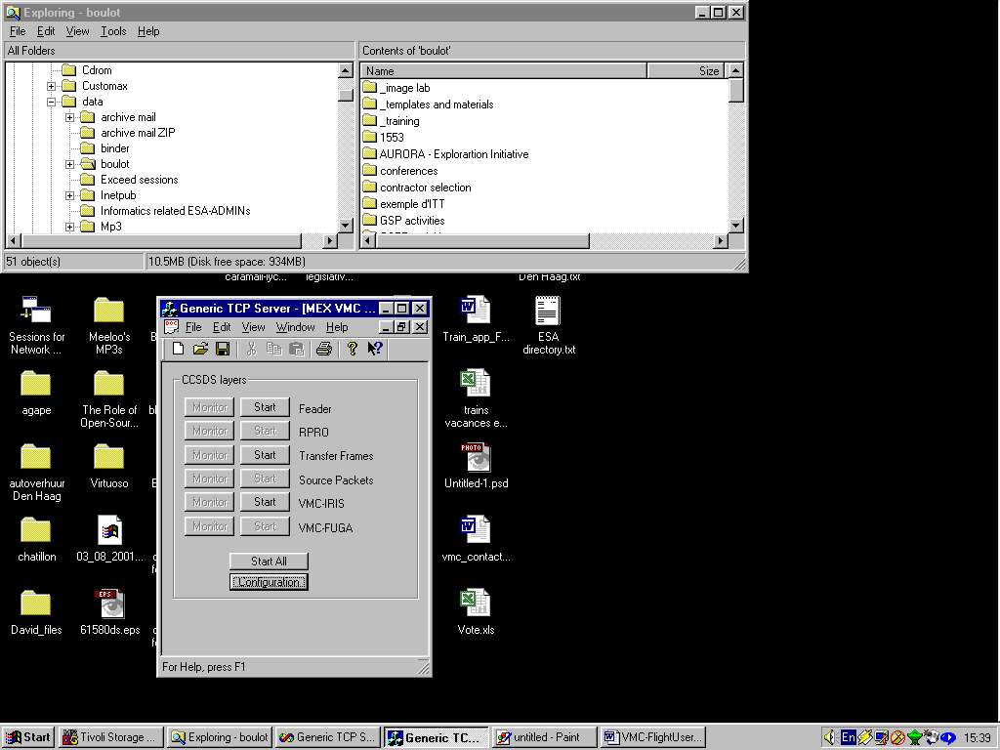 Exploring - boulot
File Edit View Tools Help
All Folders
Contents of 'boulot'
Cdrom
Customax
data
archive mail
archive mail ZIP
binder
boulot
Exceed sessions
Inetpub
Informatics related ESA-ADMINs
Mp3
Name Size
_image lab
_templates and materials
_training
1553
AURORA - Explorartion Initiative
conferences
contractor selection
exemple d'ITT
GSP activities
51 object(s)
10.5MB (Disk free space: 934MB)
caramail-lyc...
legislativ...
Den Haag.txt
Sessions for
Network ...
Meeloo's
MP3s
Train_app_F...
ESA
directory.txt
agape
The Role of
Open-Sour...
trains
vacances e...
autoverhuur
Den Haag
Virtuoso
PHOTO
Untitled-1.psd
chatillon
03_08_2001...
vmc_contact...
David_files
EPS
61580ds.eps
Vote.xls
Generic TCP Server - [MEX VMC ...
DOC
File Edit View Window Help
CCSDS layers
Monitor Start Feader
Monitor Start RPRO
Monitor Start Transfer Frames
Monitor Start Source Packets
Monitor Start VMC-IRIS
Monitor Start VMC-FUGA
Start All
Configuration
For Help, press F1
Start
Tivoli Storage ...
Exploring - boulot
Generic TCP S...
Generic TC...
untitled - Paint
VMC-FlightUser...
En
15:39